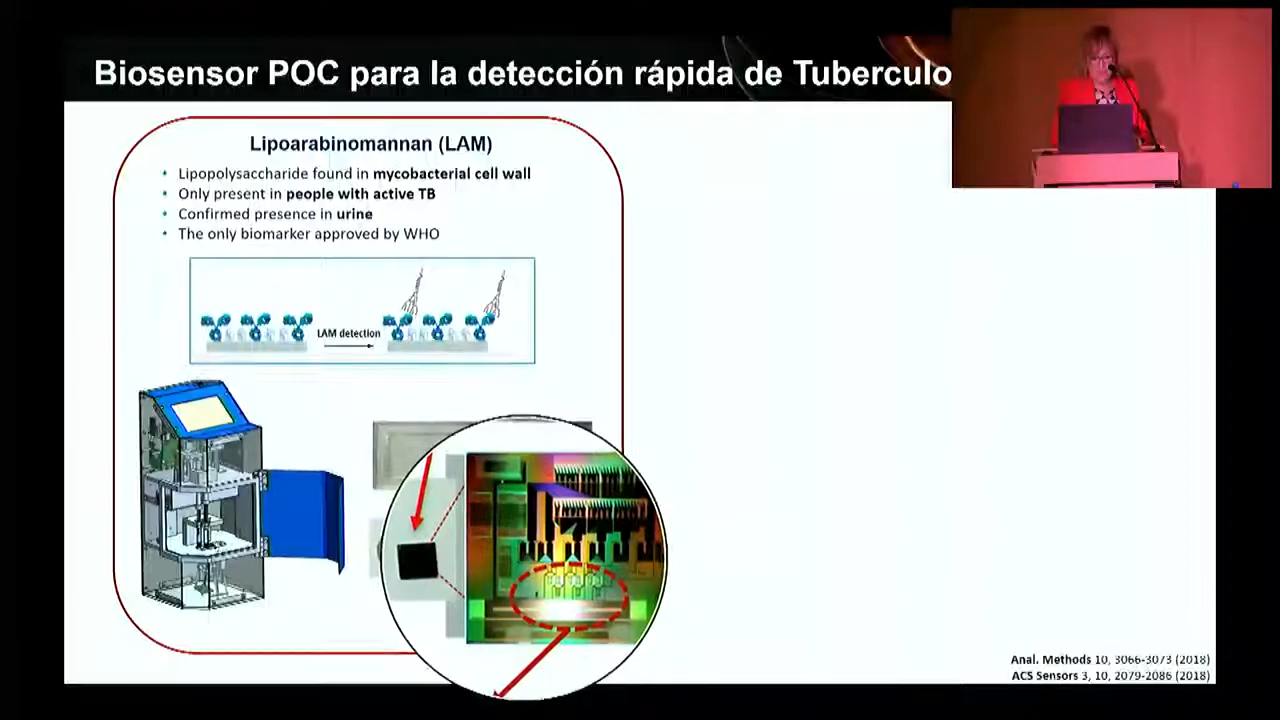 Biosensor POC para la detección rápida de Tuberculo
Lipoarabinomannan (LAM)
• Lipopolysaccharide found in mycobacterial cell wall
• Only present in people with active TB
• Confirmed presence in urine
• The only biomarker approved by WHO
LAM detection
Anal. Methods 10, 3066-3073 (2018)
ACS Sensors 3, 10, 2079-2086 (2018)